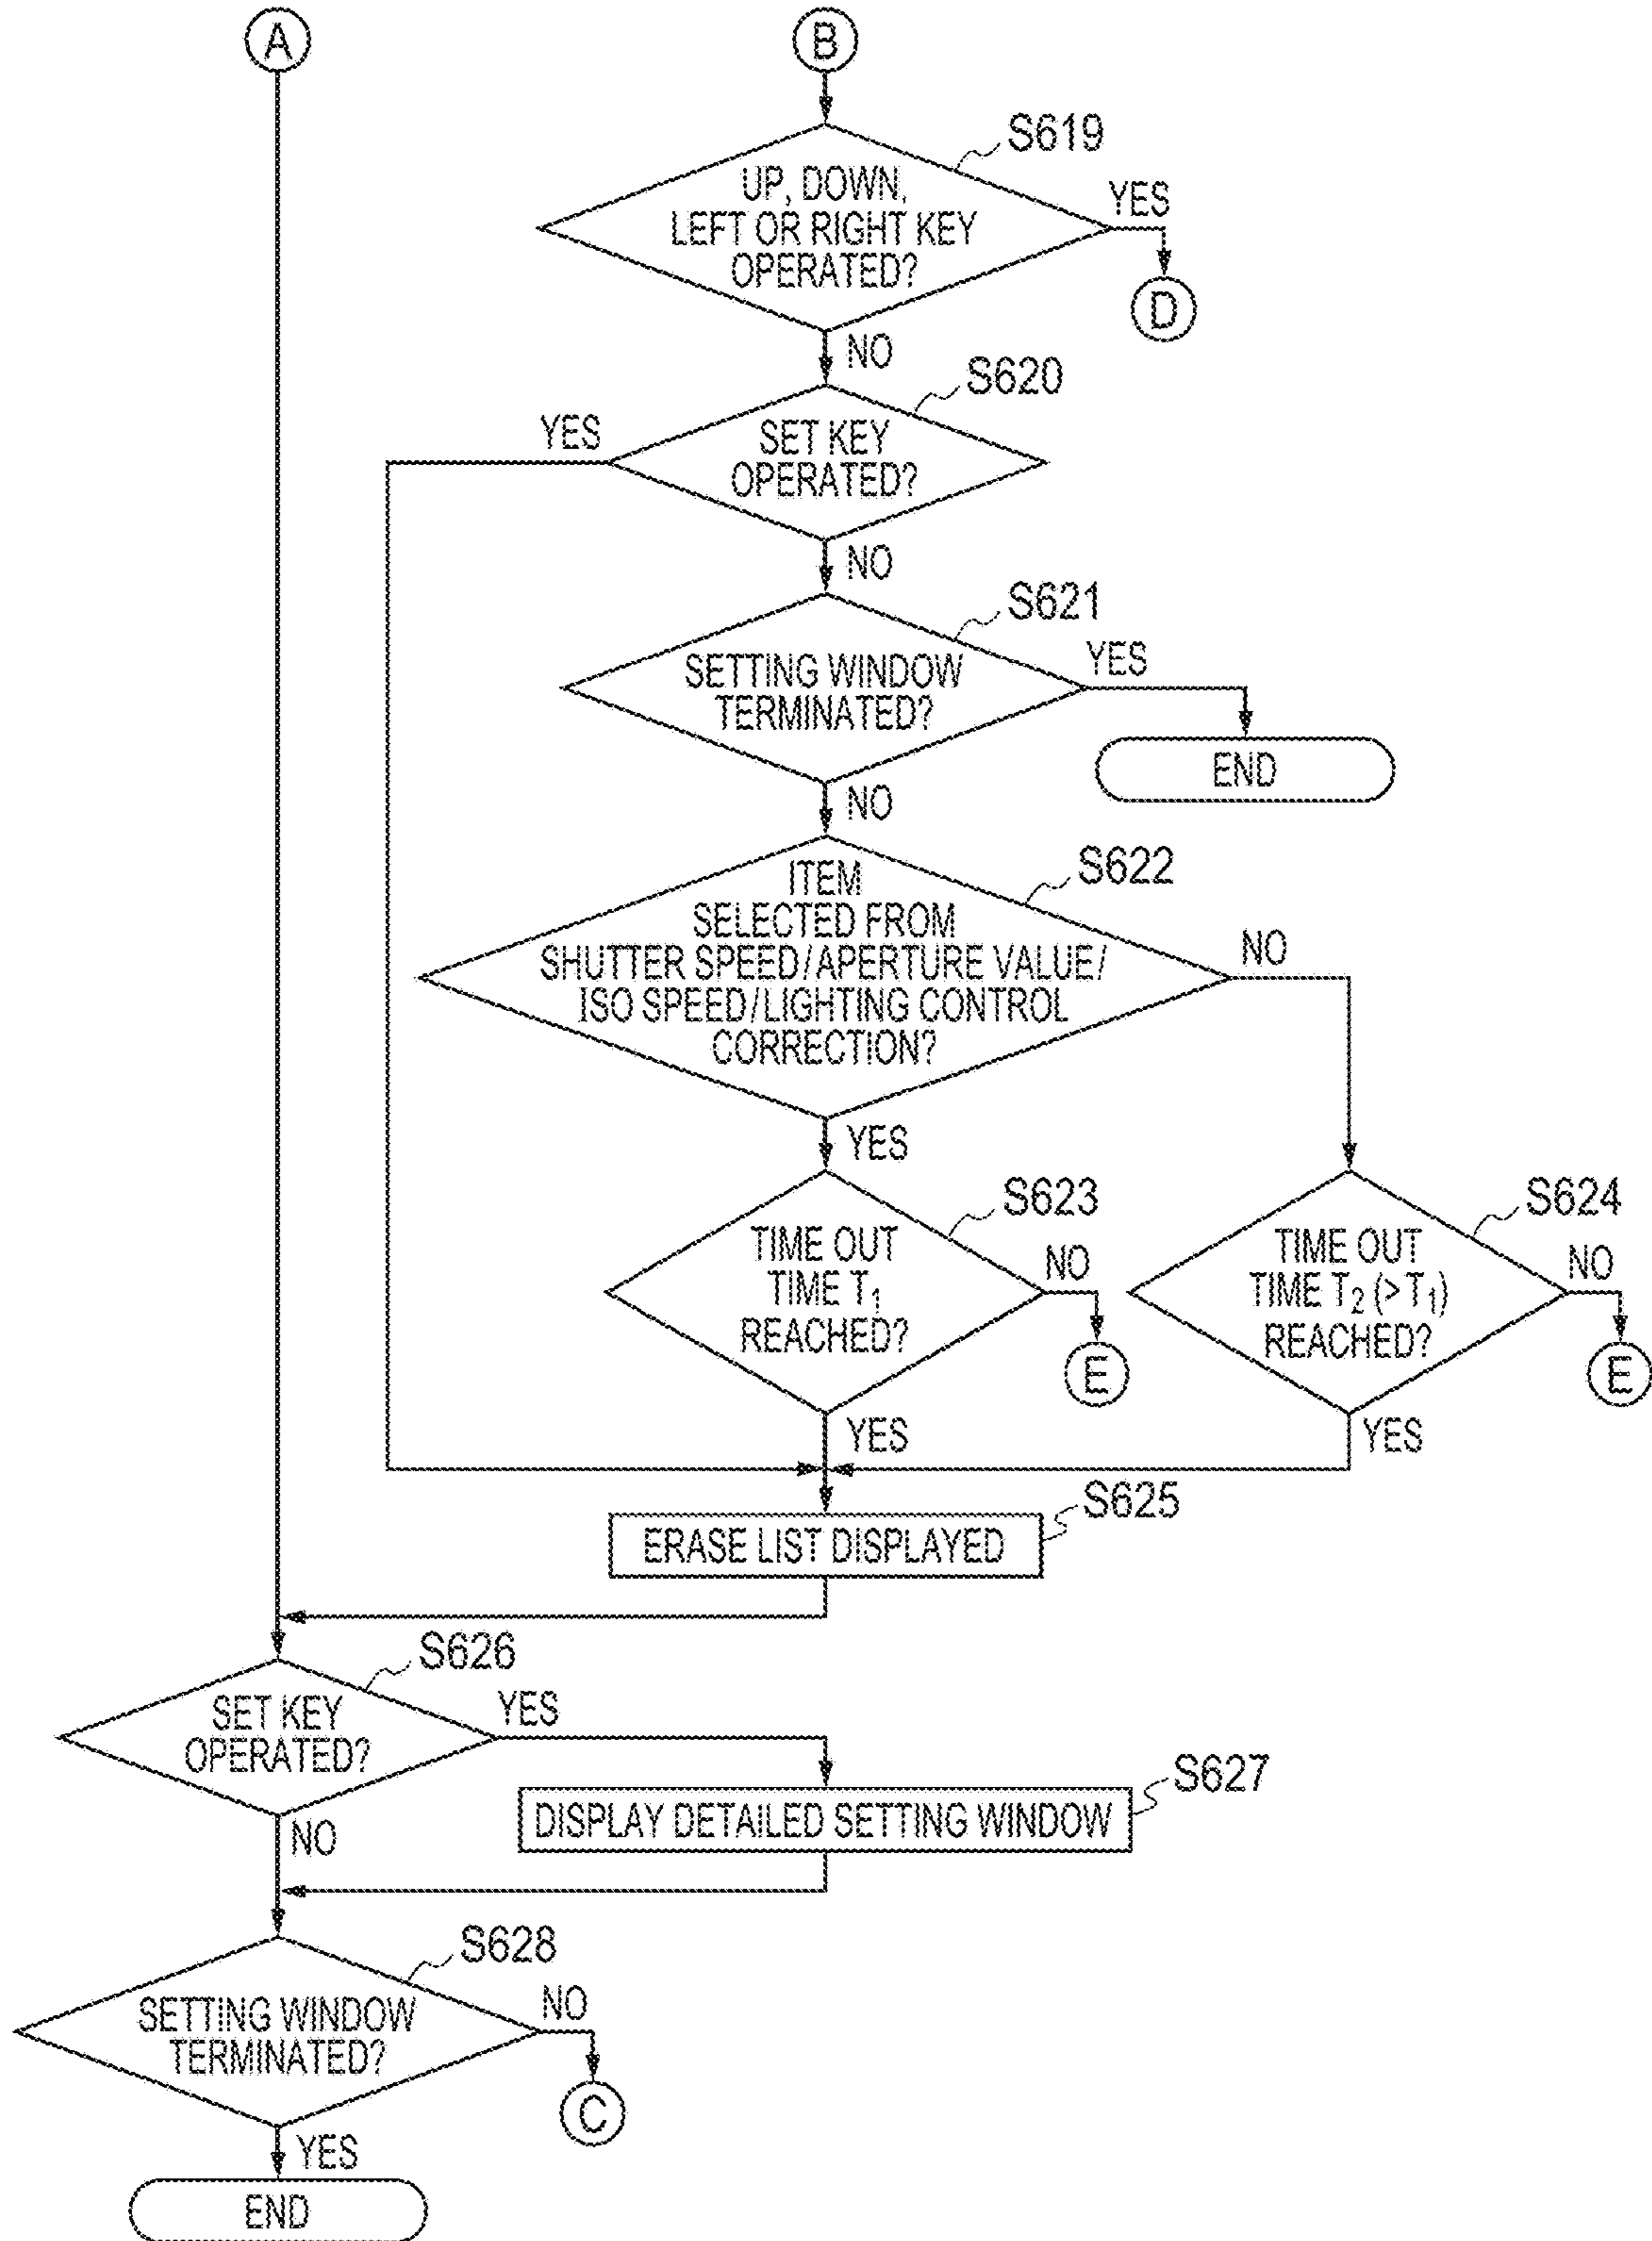 A
B
S619
UP, DOWN,
LEFT OR RIGHT KEY
OPERATED?
YES
D
NO
S620
YES
SET KEY
OPERATED?
NO
S621
SETTING WINDOW
TERMINATED?
YES
END
NO
S622
ITEM
SELECTED FROM
SHUTTER SPEED/APERTURE VALUE/
ISO SPEED/LIGHTING CONTROL
CORRECTION?
NO
YES
S623
TIME OUT
TIME T₁
REACHED?
NO
E
YES
S624
TIME OUT
TIME T₂ (> T₁)
REACHED?
NO
E
YES
S625
ERASE LIST DISPLAYED
S626
SET KEY
OPERATED?
YES
S627
DISPLAY DETAILED SETTING WINDOW
NO
S628
SETTING WINDOW
TERMINATED?
NO
C
YES
END